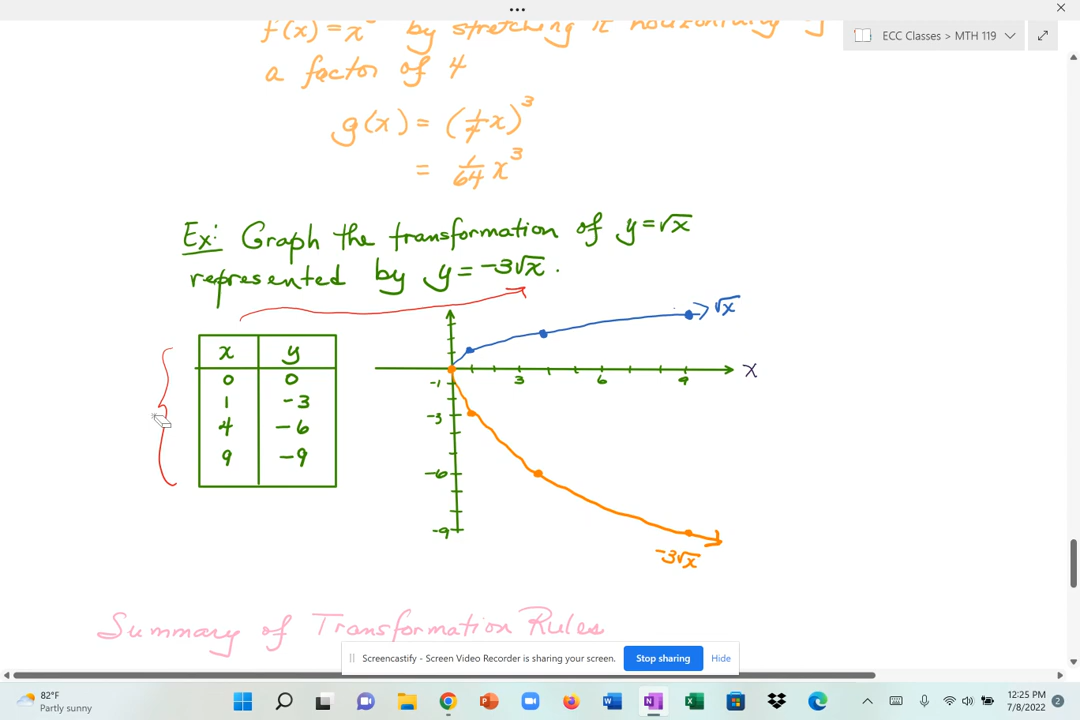 f(x) = x³ by stretching it horizontally by
ECC Classes > MTH 119
a factor of 4
g(x) = (¼x)³
= 1/64 x³
Ex: Graph the transformation of y=√x
represented by y = -3√x.
√x
x y
0 0
1 -3
4 -6
9 -9
x
3 6 9
-1
-3
-6
-9
-3√x
Summary of Transformation Rules
Screencastify - Screen Video Recorder is sharing your screen.
Stop sharing
Hide
82°F
Partly sunny
12:25 PM
7/8/2022
2